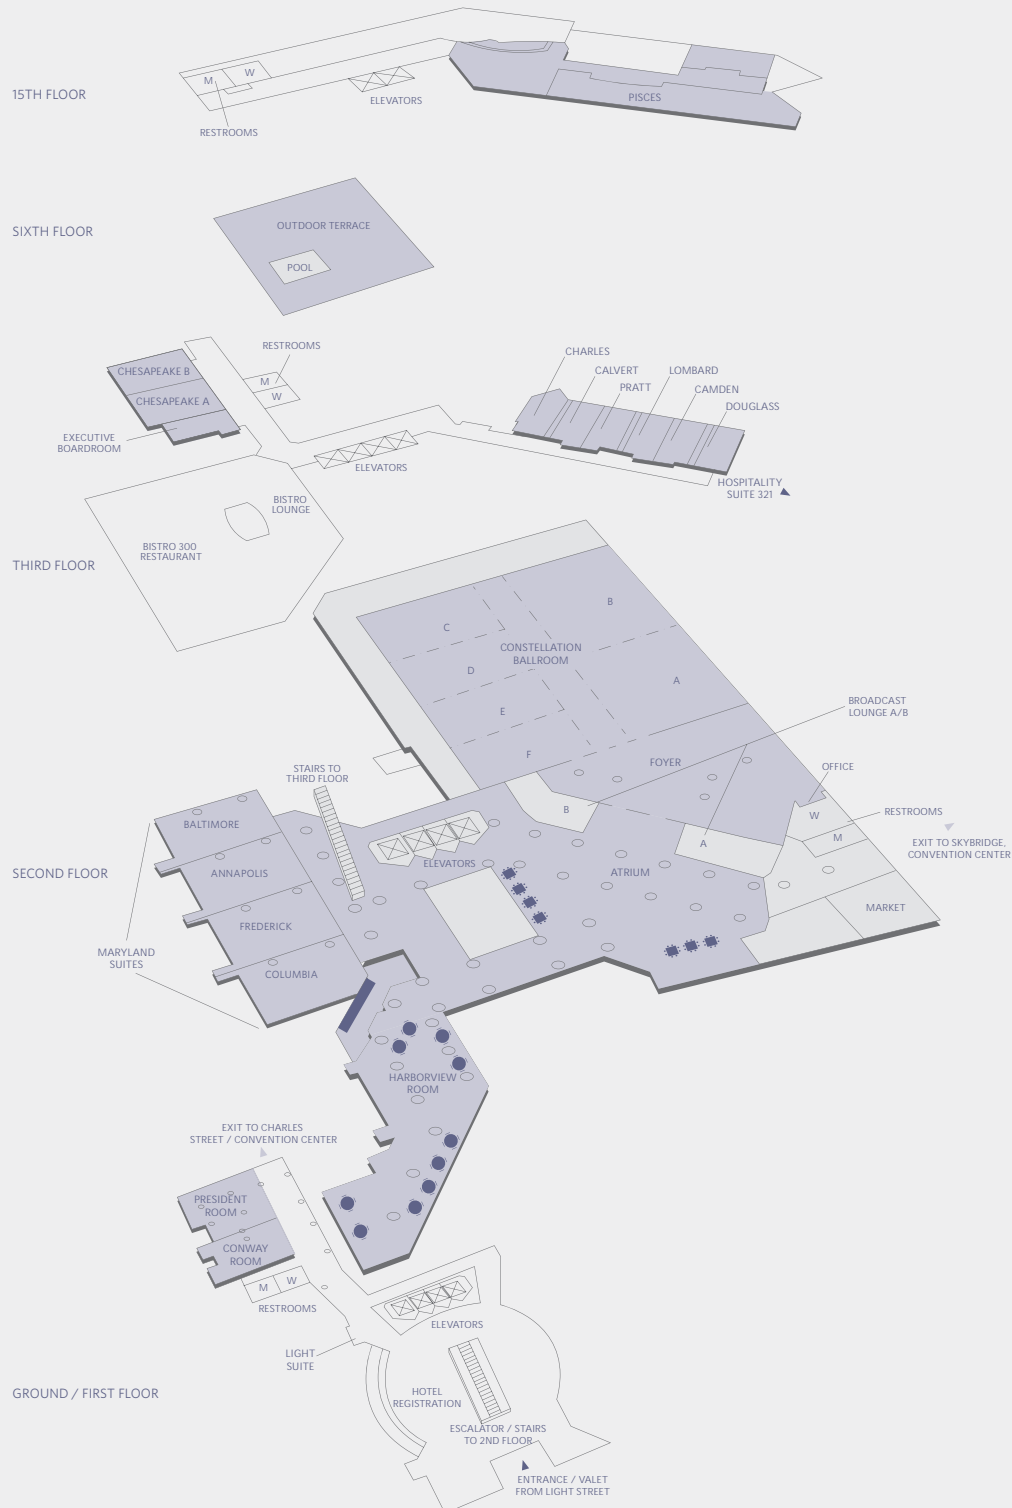 15TH FLOOR
M
W
RESTROOMS
ELEVATORS
PISCES
SIXTH FLOOR
OUTDOOR TERRACE
POOL
CHESAPEAKE B
CHESAPEAKE A
EXECUTIVE
BOARDROOM
RESTROOMS
M
W
ELEVATORS
CHARLES
CALVERT
PRATT
LOMBARD
CAMDEN
DOUGLASS
HOSPITALITY
SUITE 321
BISTRO
LOUNGE
BISTRO 300
RESTAURANT
THIRD FLOOR
B
C
CONSTELLATION
BALLROOM
D
A
E
F
FOYER
BROADCAST
LOUNGE A/B
OFFICE
RESTROOMS
W
M
EXIT TO SKYBRIDGE,
CONVENTION CENTER
B
A
STAIRS TO
THIRD FLOOR
BALTIMORE
ANNAPOLIS
FREDERICK
COLUMBIA
ELEVATORS
ATRIUM
MARKET
SECOND FLOOR
MARYLAND
SUITES
HARBORVIEW
ROOM
EXIT TO CHARLES
STREET / CONVENTION CENTER
PRESIDENT
ROOM
CONWAY
ROOM
M
W
RESTROOMS
ELEVATORS
LIGHT
SUITE
GROUND / FIRST FLOOR
HOTEL
REGISTRATION
ESCALATOR / STAIRS
TO 2ND FLOOR
ENTRANCE / VALET
FROM LIGHT STREET